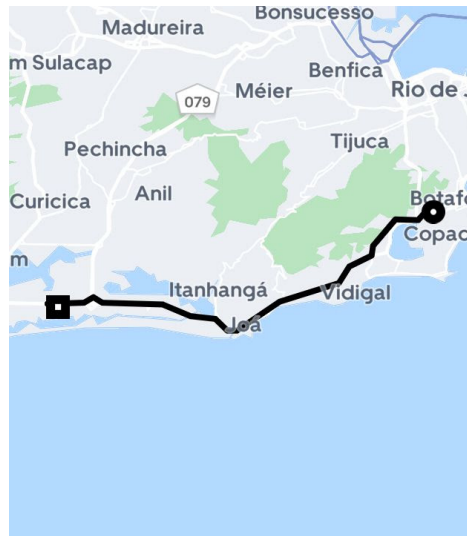 Bonsucesso
Madureira
m Sulacap
Benfica
079
Méier
Rio de J
Tijuca
Pechincha
Anil
Curicica
Botafo
Copac
m
Itanhangá
Vidigal
Joá